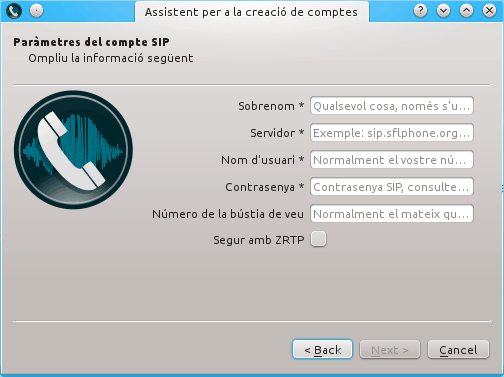 Assistent per a la creació de comptes
Paràmetres del compte SIP
Ompliu la informació següent
Sobrenom * Qualsevol cosa, només s'u...
Servidor * Exemple: sip.sflphone.org...
Nom d'usuari * Normalment el vostre nú...
Contrasenya * Contrasenya SIP, consulte...
Número de la bústia de veu Normalment el mateix qu...
Segur amb ZRTP
< Back Next > Cancel